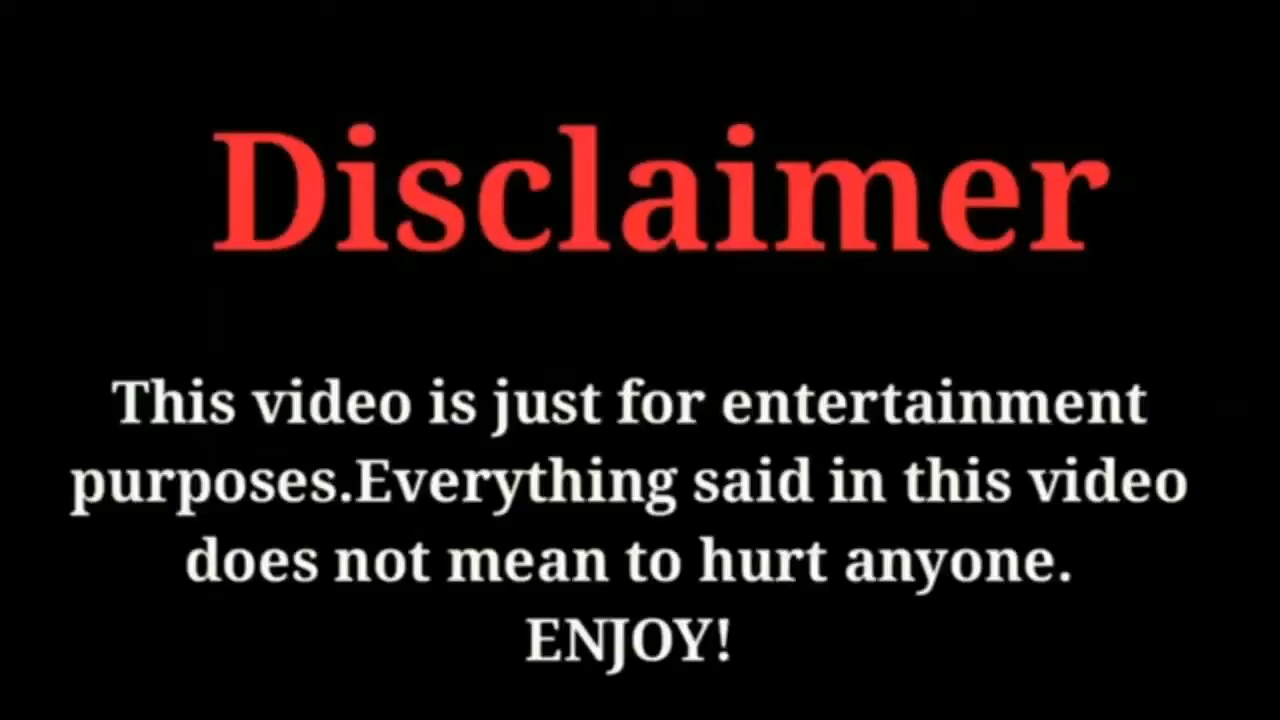 Disclaimer
This video is just for entertainment
purposes.Everything said in this video
does not mean to hurt anyone.
ENJOY!